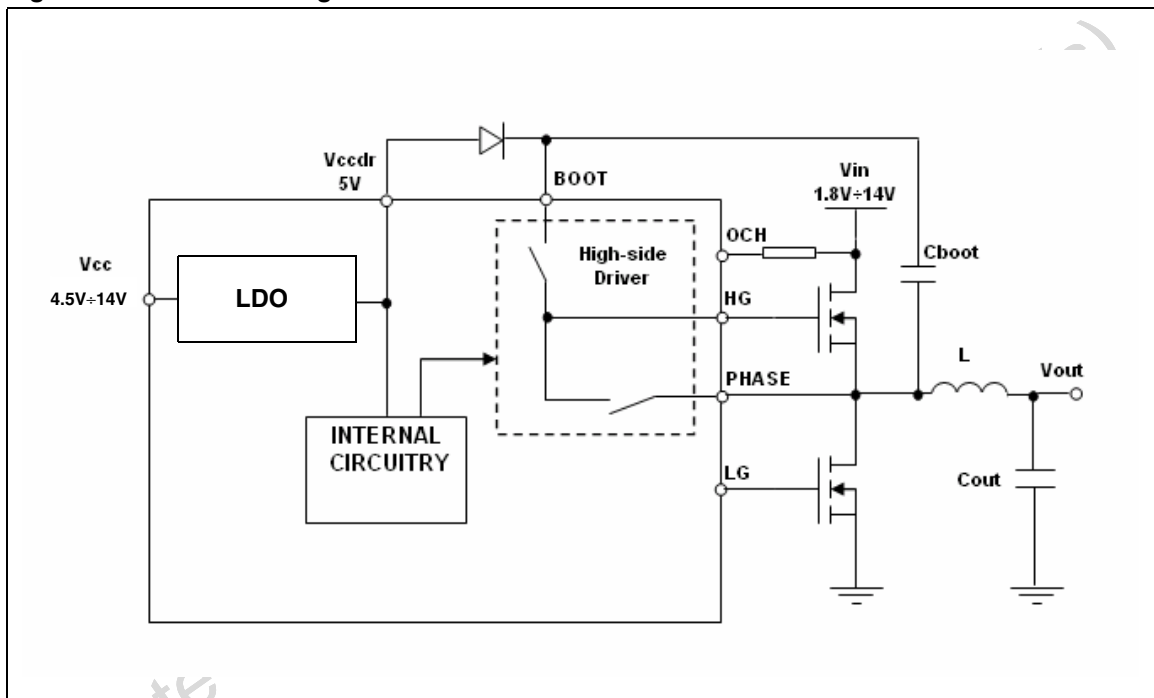 Vccdr
5V
BOOT
Vin
1.8V÷14V
OCH
High-side
Driver
Cboot
Vcc
4.5V÷14V
LDO
HG
L
Vout
PHASE
INTERNAL
CIRCUITRY
LG
Cout